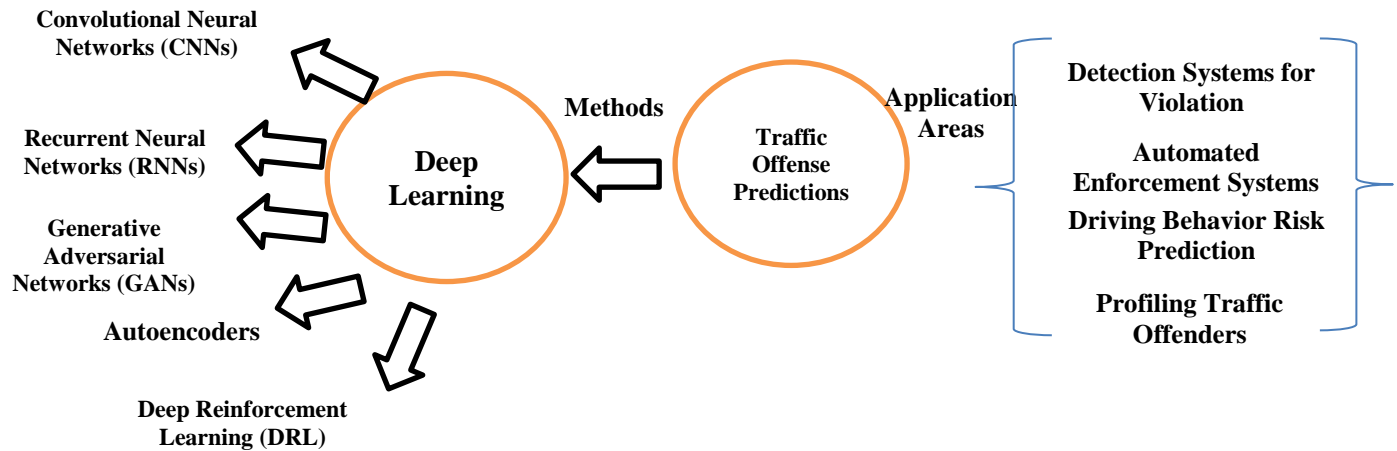 Convolutional Neural
Networks (CNNs)
Recurrent Neural
Networks (RNNs)
Generative
Adversarial
Networks (GANs)
Autoencoders
Deep Reinforcement
Learning (DRL)
Deep
Learning
Methods
Traffic
Offense
Predictions
Application
Areas
Detection Systems for
Violation
Automated
Enforcement Systems
Driving Behavior Risk
Prediction
Profiling Traffic
Offenders